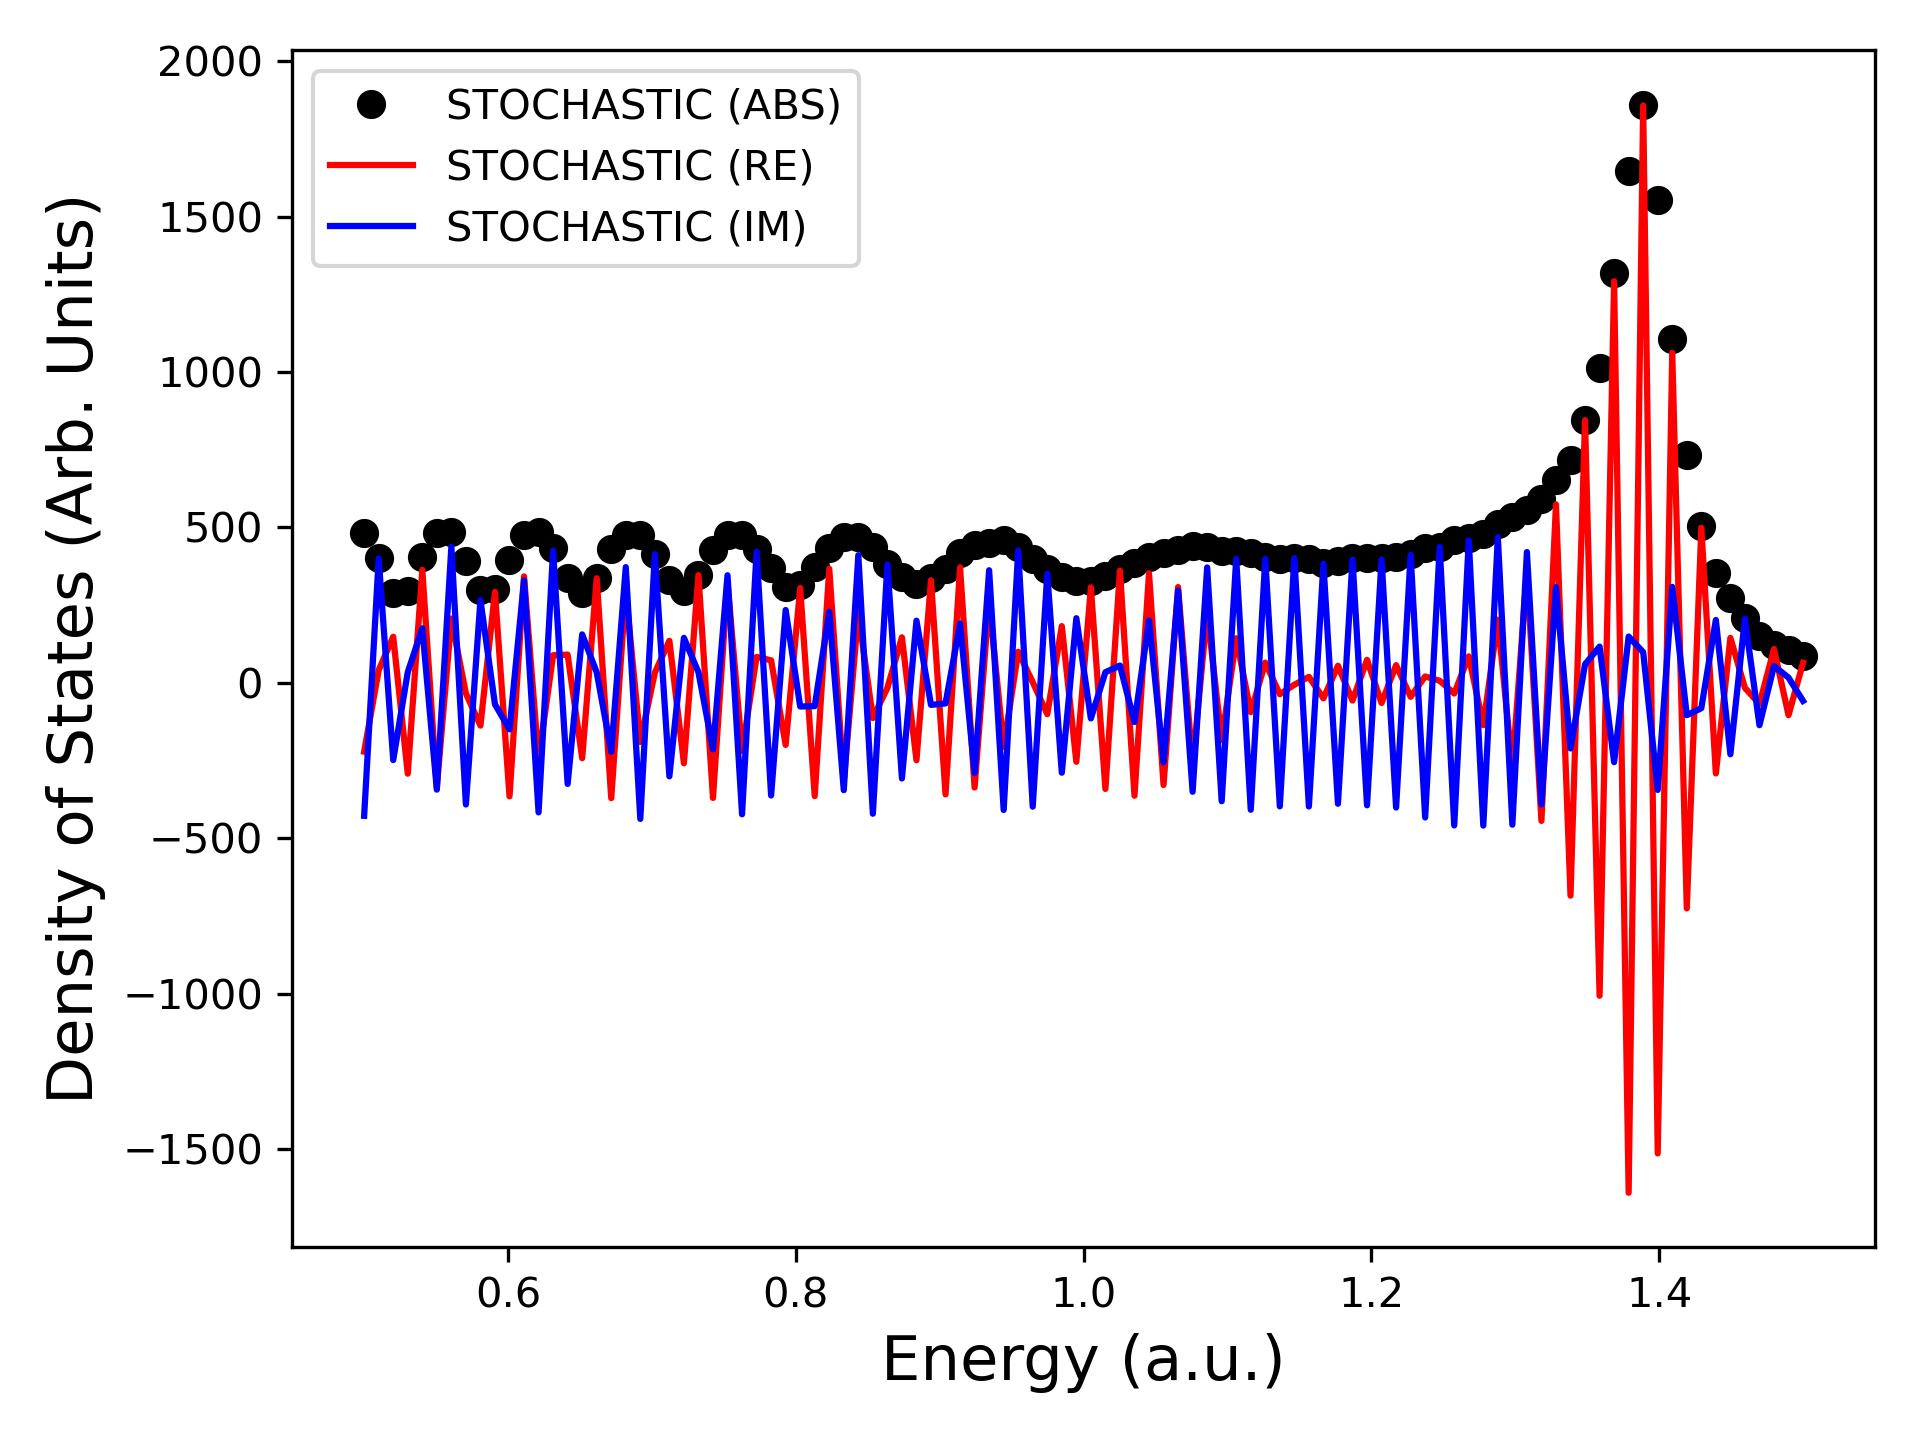 2000
1500
1000
500
0
−500
−1000
−1500
Density of States (Arb. Units)
STOCHASTIC (ABS)
STOCHASTIC (RE)
STOCHASTIC (IM)
0.6 0.8 1.0 1.2 1.4
Energy (a.u.)